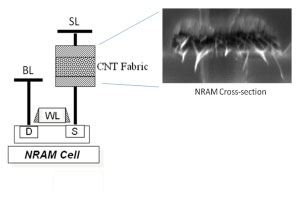 SL
BL
CNT Fabric
NRAM Cross-section
WL
D
S
NRAM Cell